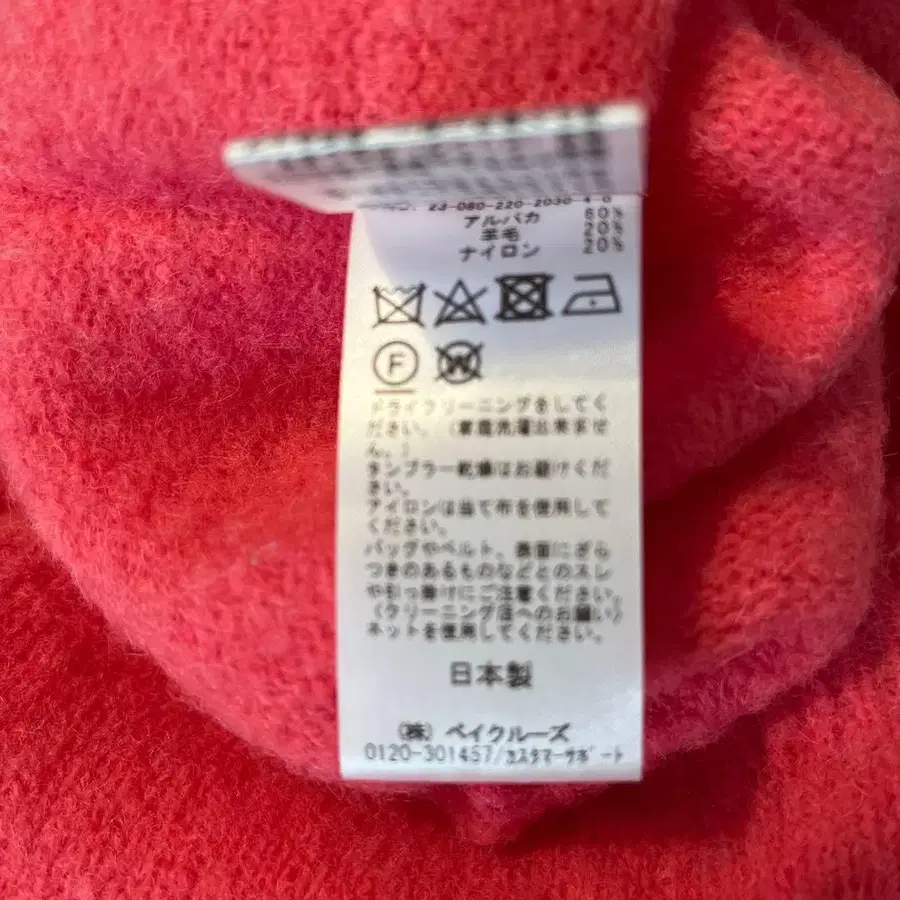 23-080-220-2030-4-0
アルパカ 60%
羊毛 20%
ナイロン 20%
F W
ドライクリーニングをしてく
ださい。(家庭洗濯出来ませ
ん。)
タンブラー乾燥はお避けくだ
さい。
アイロンは当て布を使用して
ください。
バッグやベルト、表面にざら
つきのあるものなどとのスレ
や引っ掛けにご注意ください。
(クリーニング店へのお願い)
ネットを使用してください。
日本製
(株) ベイクルーズ
0120-301457/カスタマーサポート